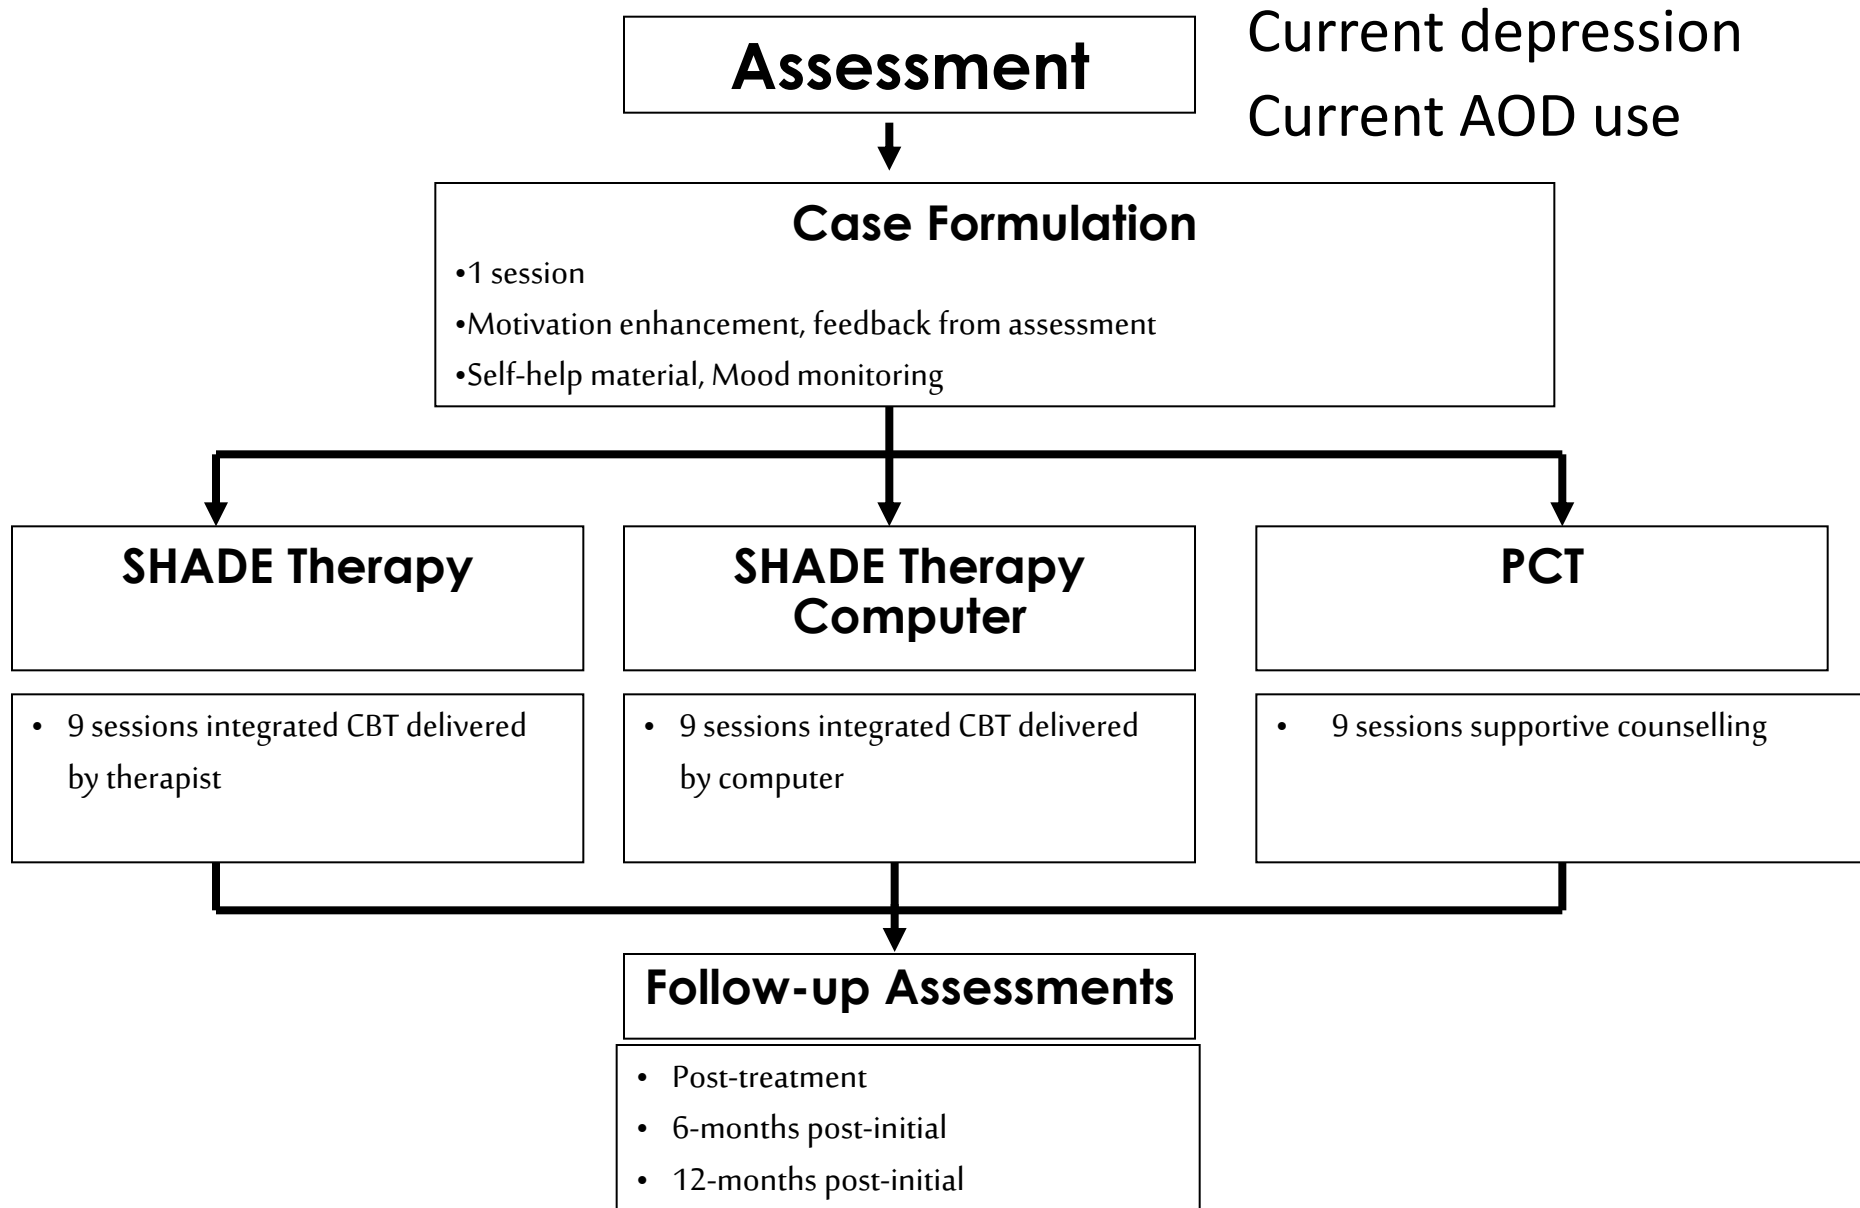 Assessment
Current depression
Current AOD use
Case Formulation
•1 session
•Motivation enhancement, feedback from assessment
•Self-help material, Mood monitoring
SHADE Therapy
SHADE Therapy
Computer
PCT
• 9 sessions integrated CBT delivered
by therapist
• 9 sessions integrated CBT delivered
by computer
• 9 sessions supportive counselling
Follow-up Assessments
• Post-treatment
• 6-months post-initial
• 12-months post-initial